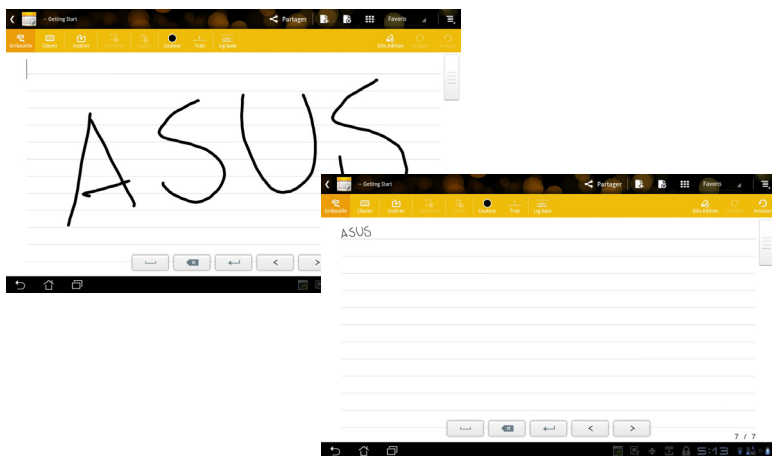 -- Getting Start
Partager
Favoris
Gribouille
Clavier
Insérer
Couleur
Trait
Lig.base
Dés.édition
ASUS
-- Getting Start
Partager
Favoris
Gribouille
Clavier
Insérer
Couleur
Trait
Lig.base
Dés.édition
Annuler
ASUS
7 / 7
5:13